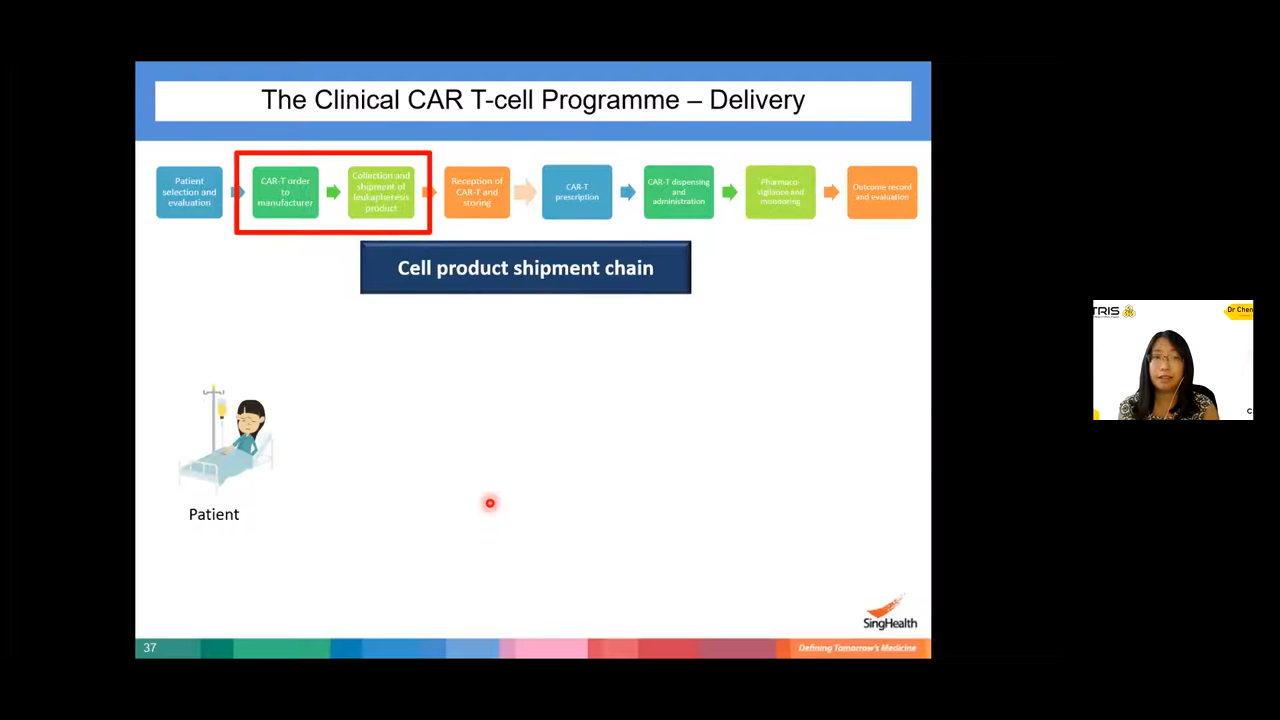 The Clinical CAR T-cell Programme – Delivery
Patient
selection and
evaluation
CAR-T order
to
manufacturer
Collection and
shipment of
leukapheresis
product
Reception of
CAR-T and
storing
CAR-T
prescription
CAR-T dispensing
and
administration
Pharmaco-
vigilance and
monitoring
Outcome record
and evaluation
Cell product shipment chain
TRIS
Dr Chen
C
Patient
SingHealth
37
Defining Tomorrow's Medicine